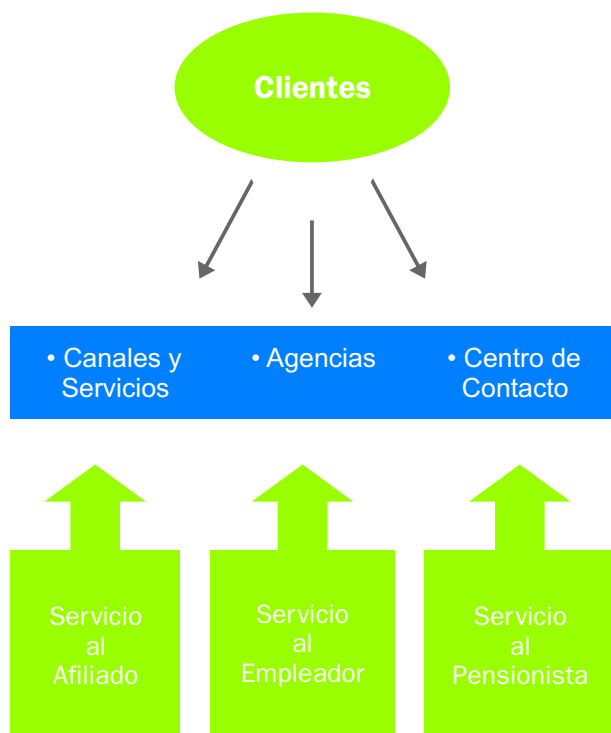 Clientes
• Canales y
Servicios
• Agencias
• Centro de
Contacto
Servicio
al
Afiliado
Servicio
al
Empleador
Servicio
al
Pensionista